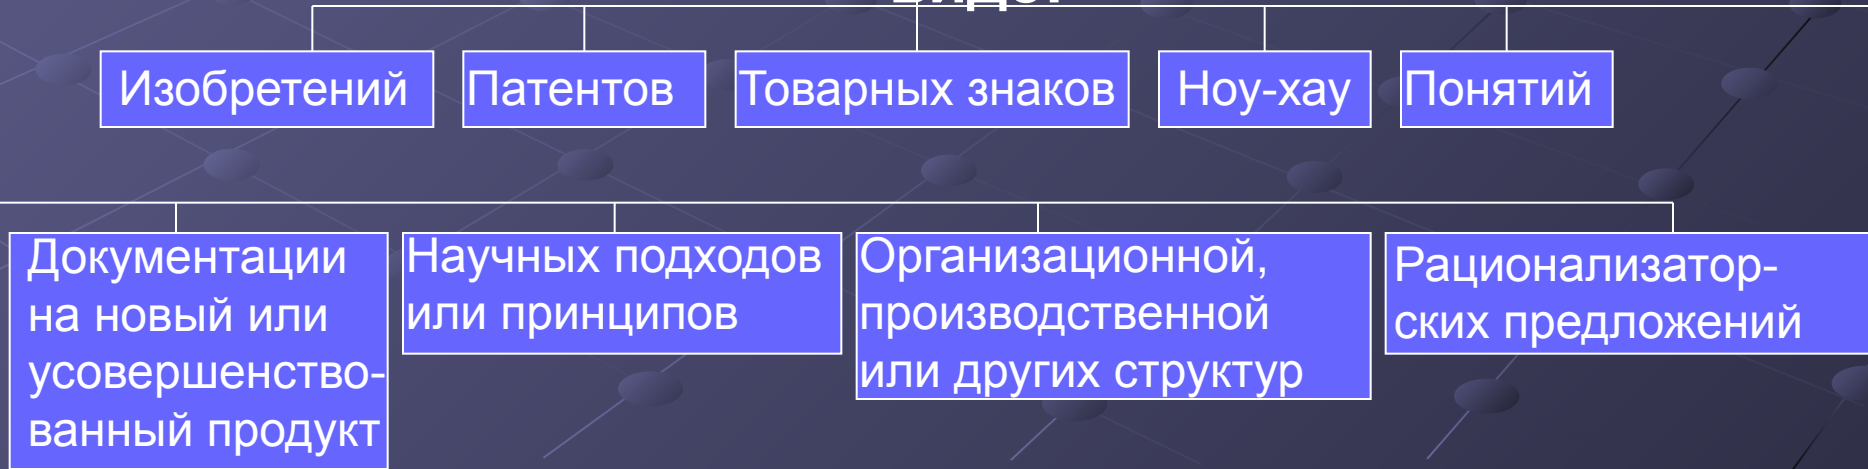 Изобретений
Патентов
Товарных знаков
Ноу-хау
Понятий
Документации
на новый или
усовершенство-
ванный продукт
Научных подходов
или принципов
Организационной,
производственной
или других структур
Рационализатор-
ских предложений